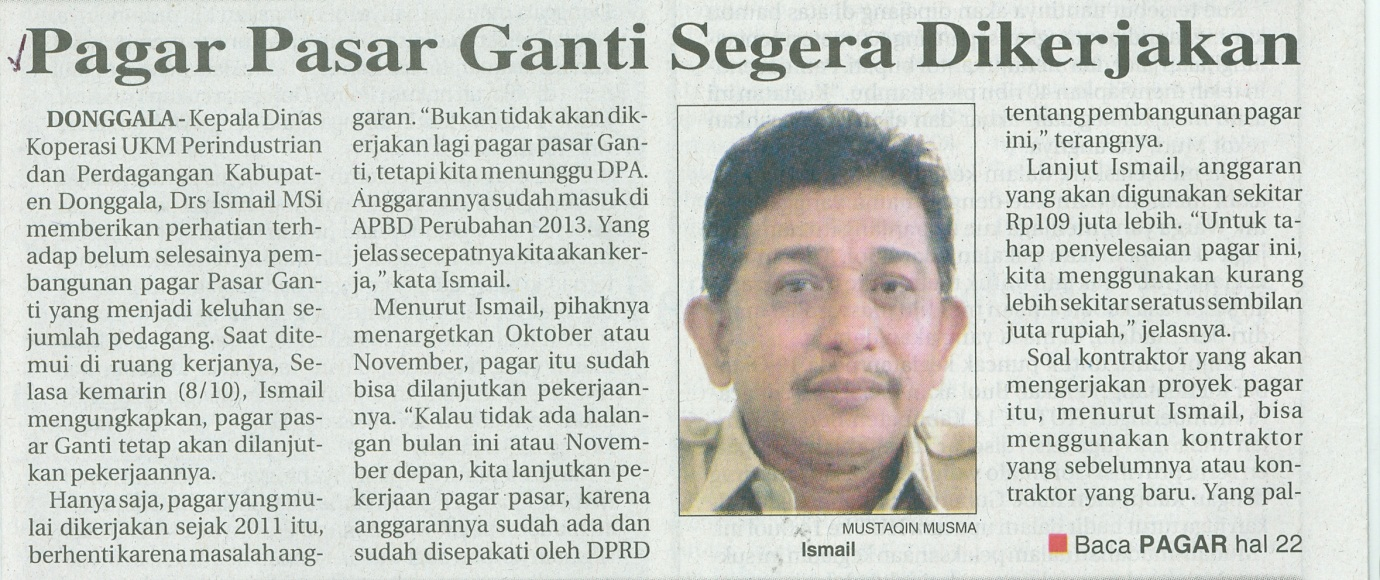 Pagar Pasar Ganti Segera Dikerjakan
DONGGALA - Kepala Dinas
Koperasi UKM Perindustrian
dan Perdagangan Kabupat-
en Donggala, Drs Ismail MSi
memberikan perhatian terh-
adap belum selesainya pem-
bangunan pagar Pasar Gan-
ti yang menjadi keluhan se-
jumlah pedagang. Saat dite-
mui di ruang kerjanya, Se-
lasa kemarin (8/10), Ismail
mengungkapkan, pagar pas-
ar Ganti tetap akan dilanjut-
kan pekerjaannya.
Hanya saja, pagar yang mu-
lai dikerjakan sejak 2011 itu,
berhenti karena masalah ang-
garan. “Bukan tidak akan dik-
erjakan lagi pagar pasar Gan-
ti, tetapi kita menunggu DPA.
Anggarannya sudah masuk di
APBD Perubahan 2013. Yang
jelas secepatnya kita akan ker-
ja,” kata Ismail.
Menurut Ismail, pihaknya
menargetkan Oktober atau
November, pagar itu sudah
bisa dilanjutkan pekerjaan-
nya. “Kalau tidak ada halan-
gan bulan ini atau Novem-
ber depan, kita lanjutkan pe-
kerjaan pagar pasar, karena
anggarannya sudah ada dan
sudah disepakati oleh DPRD
MUSTAQIN MUSMA
Ismail
tentang pembangunan pagar
ini,” terangnya.
Lanjut Ismail, anggaran
yang akan digunakan sekitar
Rp109 juta lebih. “Untuk ta-
hap penyelesaian pagar ini,
kita menggunakan kurang
lebih sekitar seratus sembilan
juta rupiah,” jelasnya.
Soal kontraktor yang akan
mengerjakan proyek pagar
itu, menurut Ismail, bisa
menggunakan kontraktor
yang sebelumnya atau kon-
traktor yang baru. Yang pal-
Baca PAGAR hal 22